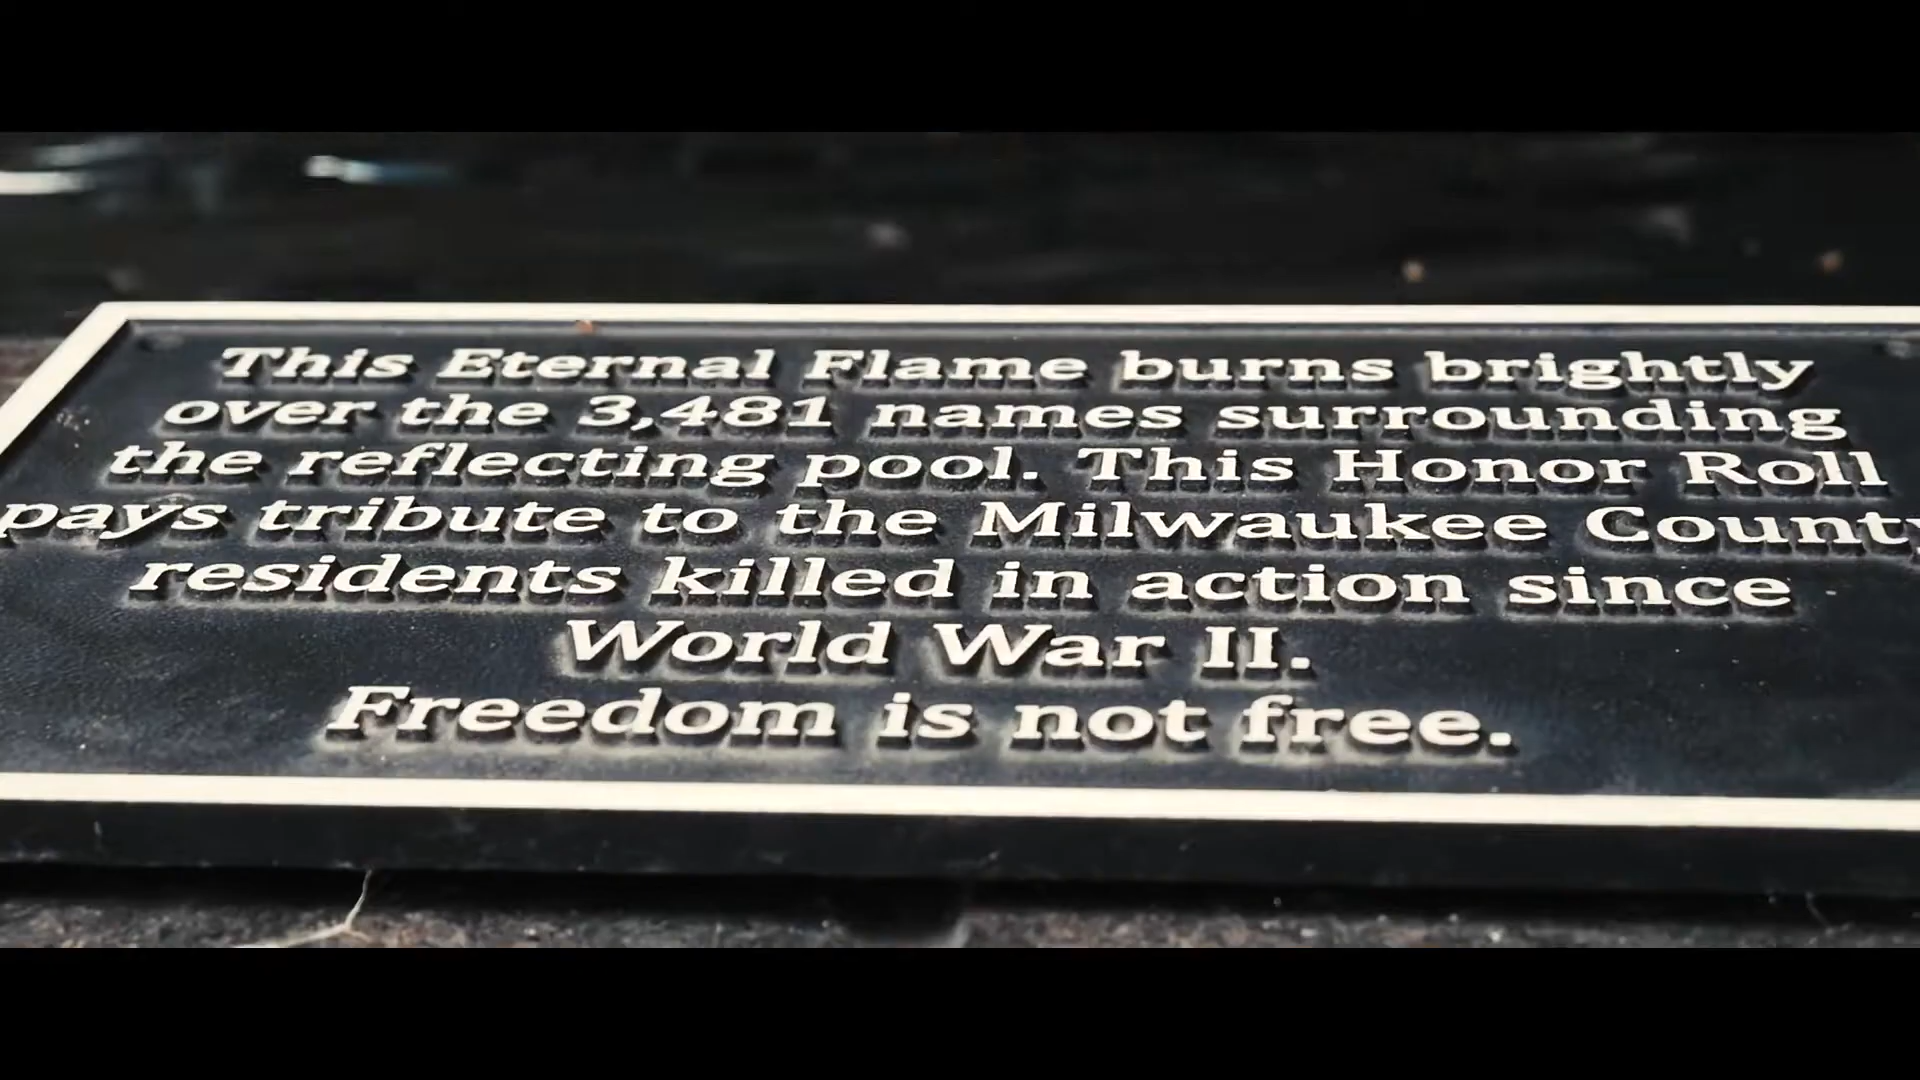 This Eternal Flame burns brightly
over the 3,481 names surrounding
the reflecting pool. This Honor Roll
pays tribute to the Milwaukee County
residents killed in action since
World War II.
Freedom is not free.